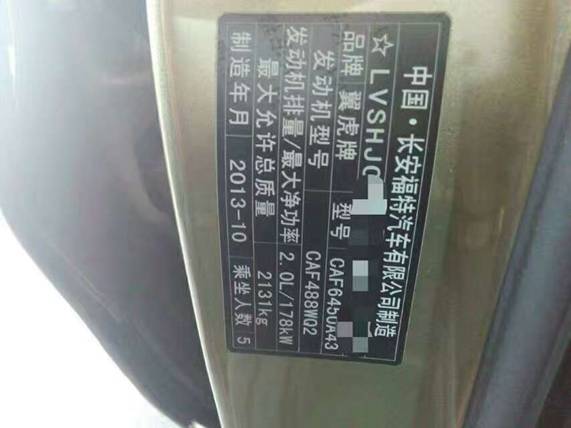 中国·长安福特汽车有限公司制造
☆LVSHJC
品牌 翼虎牌 型号 CAF6450A43
发动机型号 CAF488WQ2
发动机排量/最大净功率 2.0L/178kW
最大允许总质量 2131kg
制造年月 2013-10 乘坐人数 5